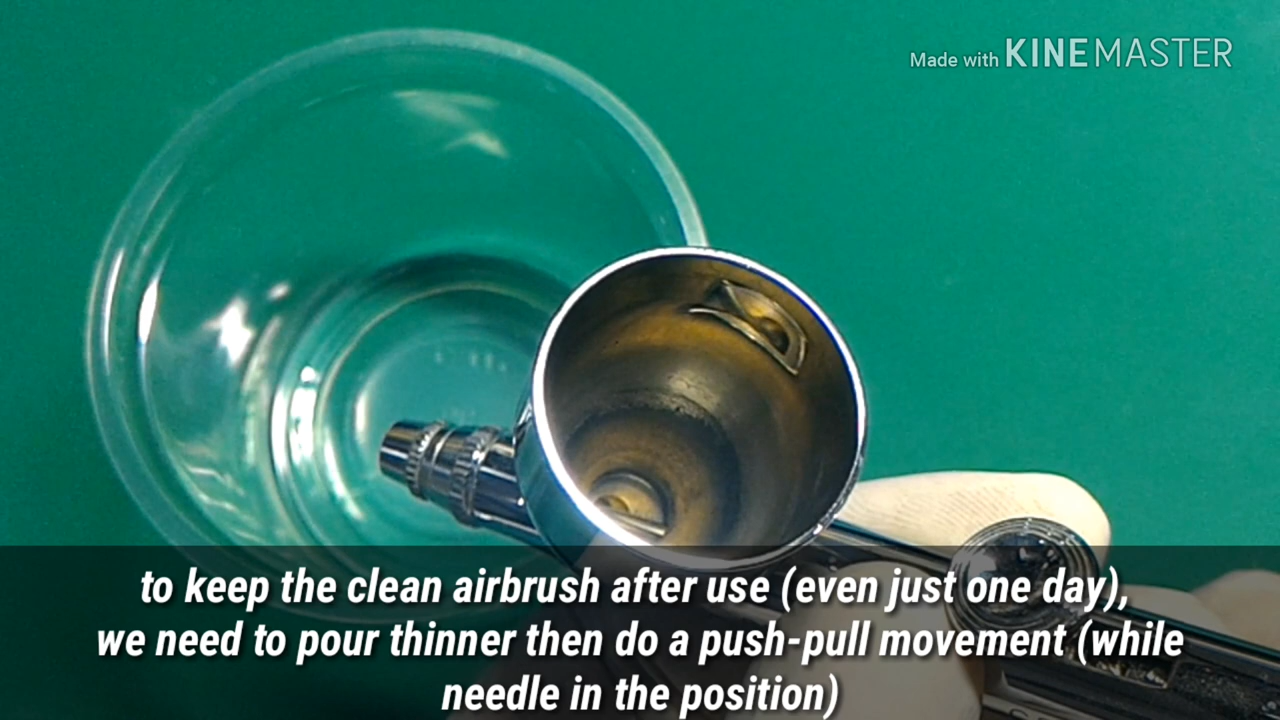 Made with KINEMASTER
to keep the clean airbrush after use (even just one day),
we need to pour thinner then do a push-pull movement (while
needle in the position)